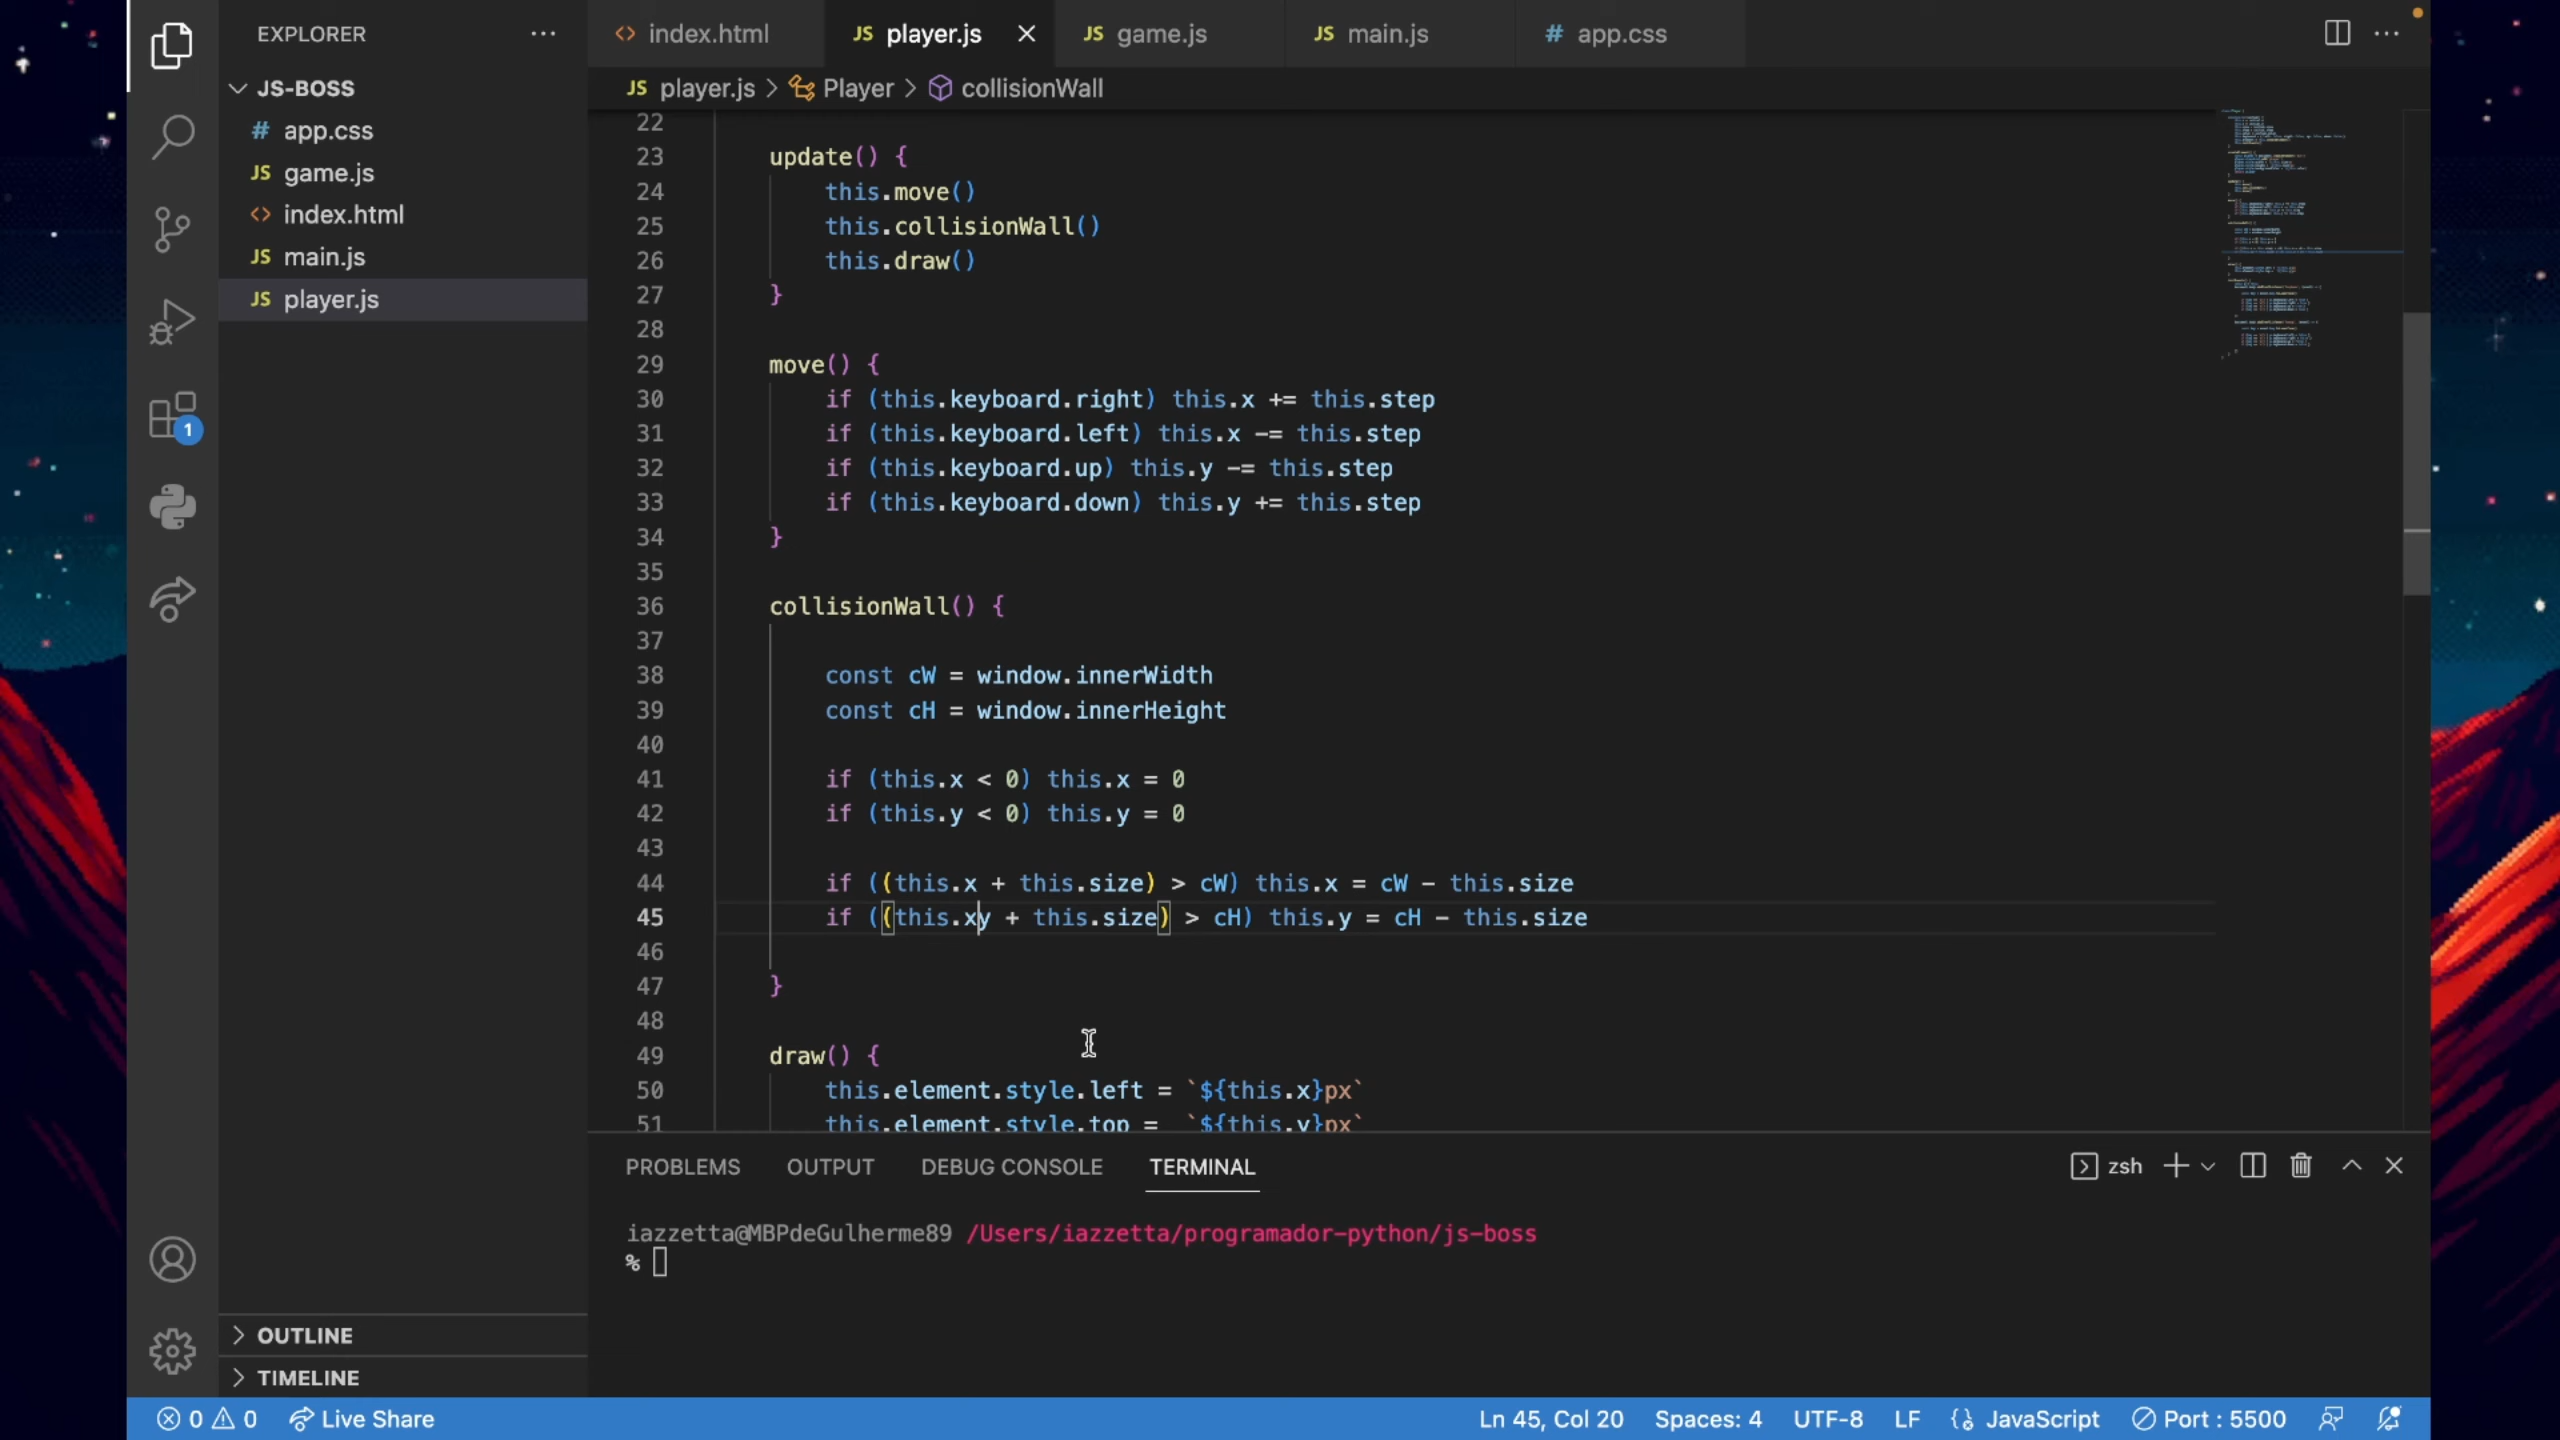 EXPLORER
JS-BOSS
# app.css
JS game.js
<> index.html
JS main.js
JS player.js
1
OUTLINE
TIMELINE
<> index.html
JS player.js
JS game.js
JS main.js
# app.css
JS player.js > Player > collisionWall
22
23 update() {
24 this.move()
25 this.collisionWall()
26 this.draw()
27 }
28
29 move() {
30 if (this.keyboard.right) this.x += this.step
31 if (this.keyboard.left) this.x -= this.step
32 if (this.keyboard.up) this.y -= this.step
33 if (this.keyboard.down) this.y += this.step
34 }
35
36 collisionWall() {
37
38 const cW = window.innerWidth
39 const cH = window.innerHeight
40
41 if (this.x < 0) this.x = 0
42 if (this.y < 0) this.y = 0
43
44 if ((this.x + this.size) > cW) this.x = cW - this.size
45 if ((this.xy + this.size) > cH) this.y = cH - this.size
46
47 }
48
49 draw() {
50 this.element.style.left = `${this.x}px`
51 this.element.style.top = `${this.y}px`
PROBLEMS OUTPUT DEBUG CONSOLE TERMINAL zsh
iazzetta@MBPdeGulherme89 /Users/iazzetta/programador-python/js-boss
%
0 0 Live Share Ln 45, Col 20 Spaces: 4 UTF-8 LF JavaScript Port : 5500